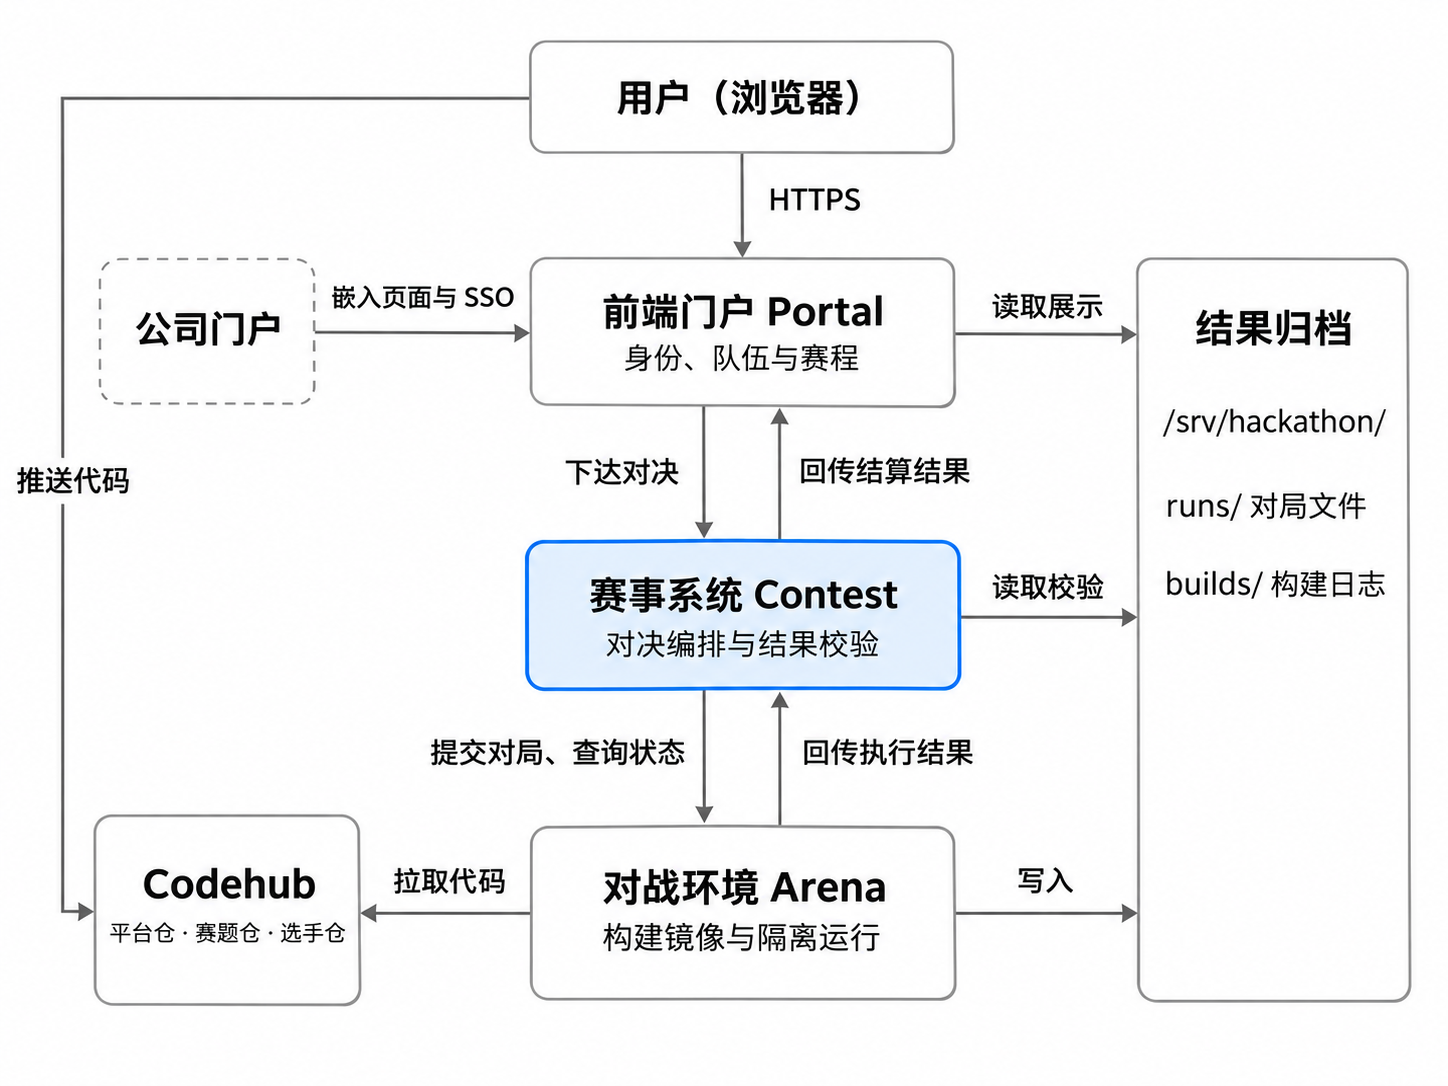 用户（浏览器）
HTTPS
公司门户
嵌入页面与 SSO
前端门户 Portal
身份、队伍与赛程
读取展示
结果归档
/srv/hackathon/
runs/ 对局文件
builds/ 构建日志
推送代码
下达对决
回传结算结果
赛事系统 Contest
对决编排与结果校验
读取校验
提交对局、查询状态
回传执行结果
Codehub
平台仓 · 赛题仓 · 选手仓
拉取代码
对战环境 Arena
构建镜像与隔离运行
写入